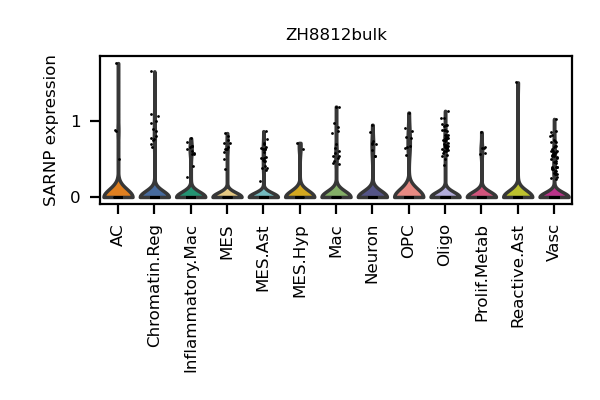 ZH8812bulk
SARNP expression
1
0
AC
Chromatin.Reg
Inflammatory.Mac
MES
MES.Ast
MES.Hyp
Mac
Neuron
OPC
Oligo
Prolif.Metab
Reactive.Ast
Vasc